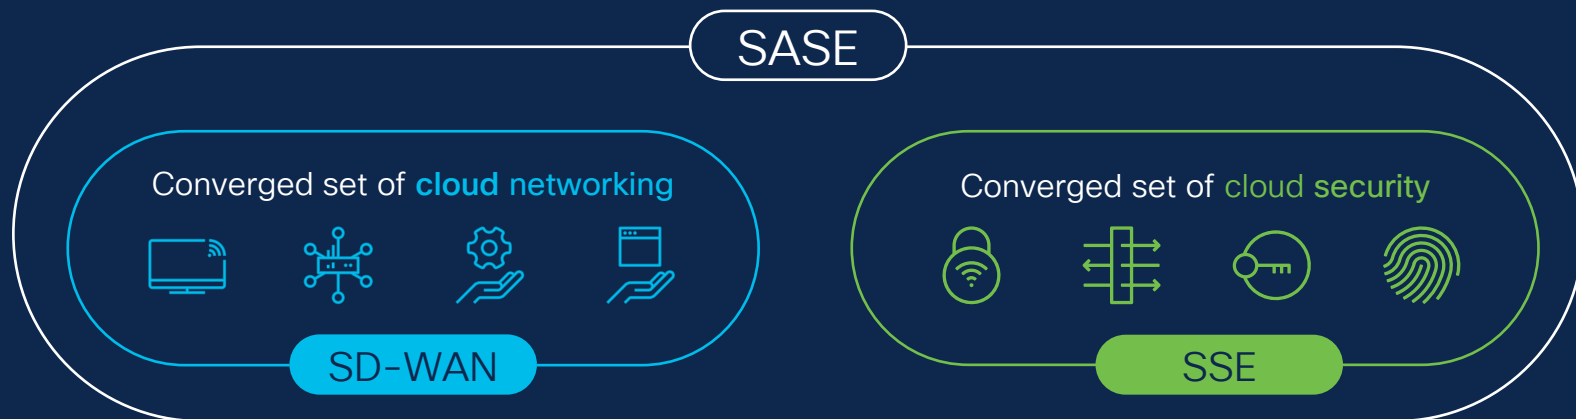 SASE
Converged set of cloud networking
SD-WAN
Converged set of cloud security
SSE